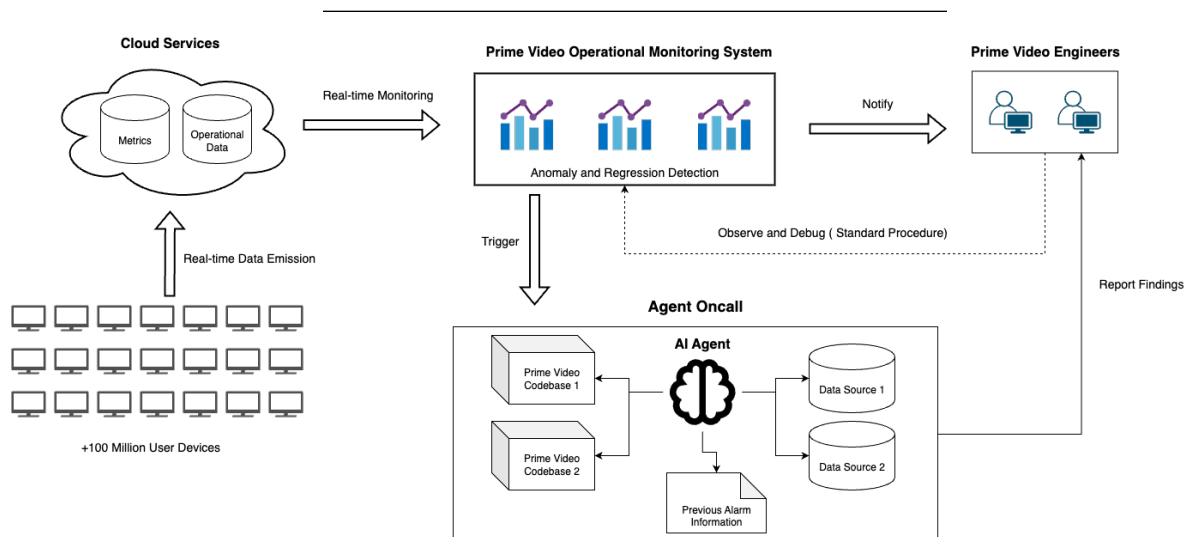 Cloud Services
Prime Video Operational Monitoring System
Prime Video Engineers
Real-time Monitoring
Notify
Metrics
Operational
Data
Anomaly and Regression Detection
Trigger
Observe and Debug ( Standard Procedure)
Real-time Data Emission
Report Findings
Agent Oncall
AI Agent
Prime Video
Codebase 1
Data Source 1
+100 Million User Devices
Prime Video
Codebase 2
Data Source 2
Previous Alarm
Information